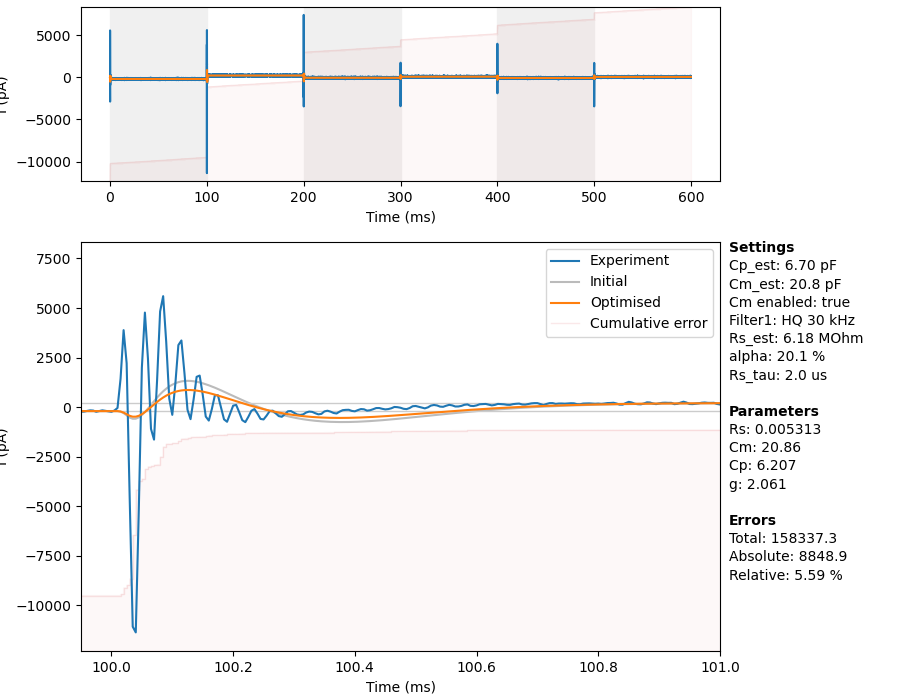 5000
0
−5000
−10000
I (pA)
0 100 200 300 400 500 600
Time (ms)
7500
5000
2500
0
−2500
−5000
−7500
−10000
I (pA)
100.0 100.2 100.4 100.6 100.8 101.0
Time (ms)
Experiment
Initial
Optimised
Cumulative error
Settings
Cp_est: 6.70 pF
Cm_est: 20.8 pF
Cm enabled: true
Filter1: HQ 30 kHz
Rs_est: 6.18 MOhm
alpha: 20.1 %
Rs_tau: 2.0 us
Parameters
Rs: 0.005313
Cm: 20.86
Cp: 6.207
g: 2.061
Errors
Total: 158337.3
Absolute: 8848.9
Relative: 5.59 %